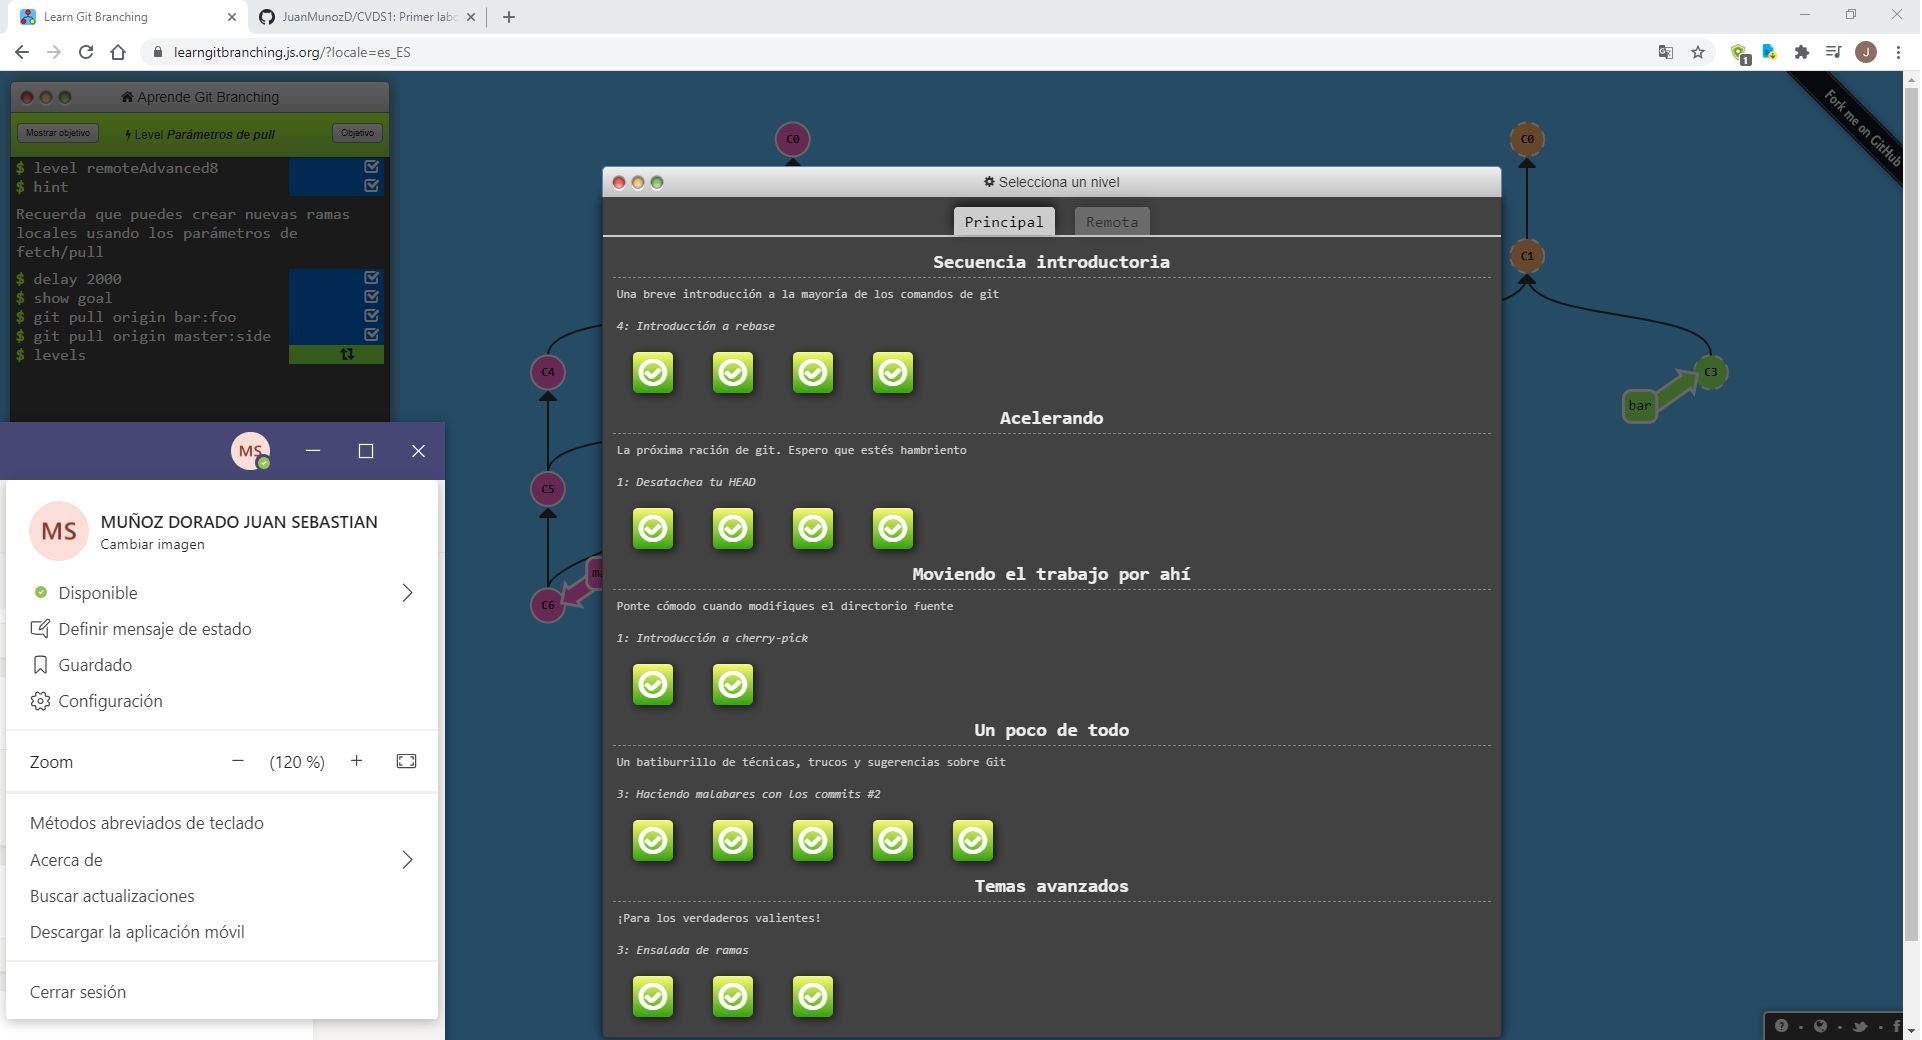 Learn Git Branching
JuanMunozD/CVDS1: Primer lab
learngitbranching.js.org/?locale=es_ES
1
J
Aprende Git Branching
Mostrar objetivo
Level Parámetros de pull
Objetivo
$ level remoteAdvanced8
$ hint
Recuerda que puedes crear nuevas ramas
locales usando los parámetros de
fetch/pull
$ delay 2000
$ show goal
$ git pull origin bar:foo
$ git pull origin master:side
$ levels
C0
C4
C5
C6
ma
C0
C1
C3
bar
Fork me on GitHub
Selecciona un nivel
Principal
Remota
Secuencia introductoria
Una breve introducción a la mayoría de los comandos de git
4: Introducción a rebase
Acelerando
La próxima ración de git. Espero que estés hambriento
1: Desatachea tu HEAD
Moviendo el trabajo por ahí
Ponte cómodo cuando modifiques el directorio fuente
1: Introducción a cherry-pick
Un poco de todo
Un batiburrillo de técnicas, trucos y sugerencias sobre Git
3: Haciendo malabares con los commits #2
Temas avanzados
¡Para los verdaderos valientes!
3: Ensalada de ramas
MS
MS
MUÑOZ DORADO JUAN SEBASTIAN
Cambiar imagen
Disponible
Definir mensaje de estado
Guardado
Configuración
Zoom
(120 %)
Métodos abreviados de teclado
Acerca de
Buscar actualizaciones
Descargar la aplicación móvil
Cerrar sesión